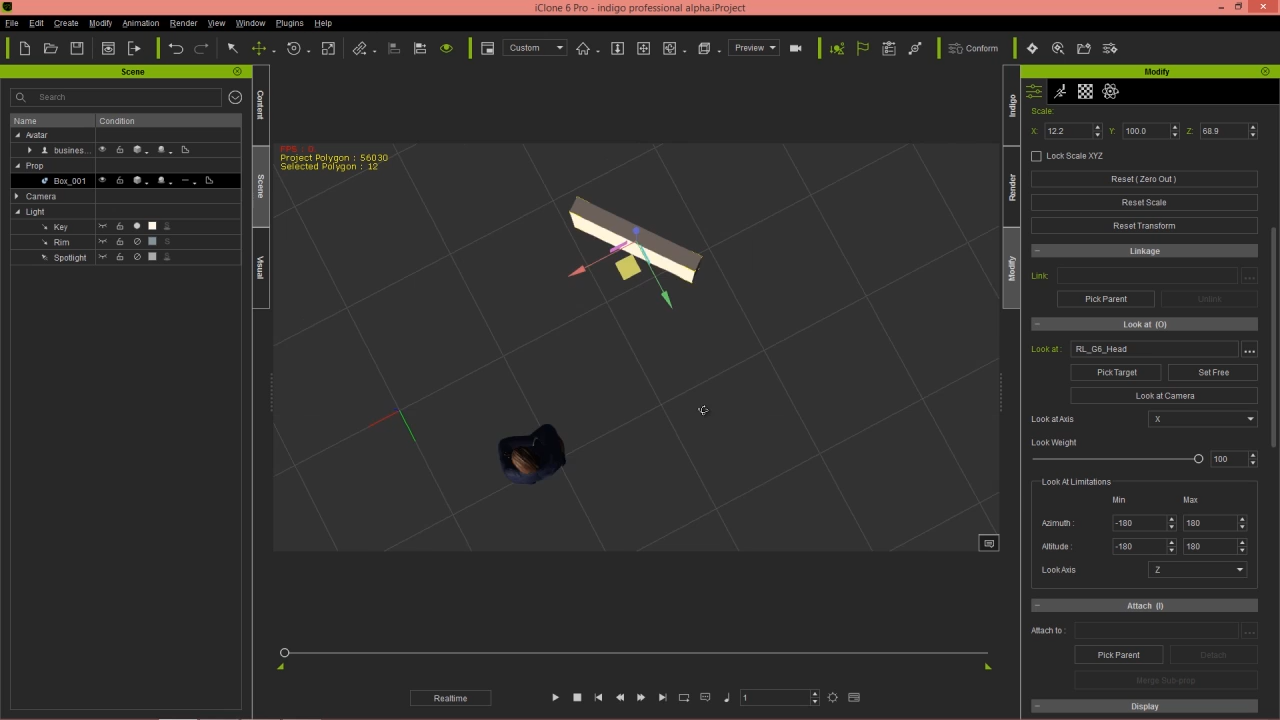 iClone 6 Pro - indigo professional alpha.iProject
File Edit Create Modify Animation Render View Window Plugins Help
Custom Preview Conform
Scene
Search
Name Condition
Avatar
busines...
Prop
Box_001
Camera
Light
Key
Rim
Spotlight
Content
Scene
Visual
FPS : 0
Project Polygon : 56030
Selected Polygon : 12
Realtime
1
Indigo
Render
Modify
Modify
Scale:
X: 12.2 Y: 100.0 Z: 68.9
Lock Scale XYZ
Reset ( Zero Out )
Reset Scale
Reset Transform
Linkage
Link: ...
Pick Parent Unlink
Look at (O)
Look at : RL_G6_Head ...
Pick Target Set Free
Look at Camera
Look at Axis X
Look Weight
100
Look At Limitations
Min Max
Azimuth : -180 180
Altitude : -180 180
Look Axis Z
Attach (I)
Attach to : ...
Pick Parent Detach
Merge Sub-prop
Display